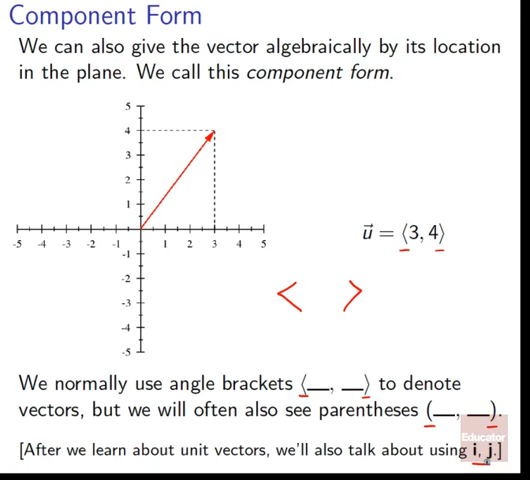 Component Form
We can also give the vector algebraically by its location
in the plane. We call this component form.
5
4
3
2
1
-5 -4 -3 -2 -1 1 2 3 4 5
-1
-2
-3
-4
-5
u⃗ = ⟨3, 4⟩
< >
We normally use angle brackets ⟨__, __⟩ to denote
vectors, but we will often also see parentheses (__, __).
Educator
[After we learn about unit vectors, we'll also talk about using i, j.]